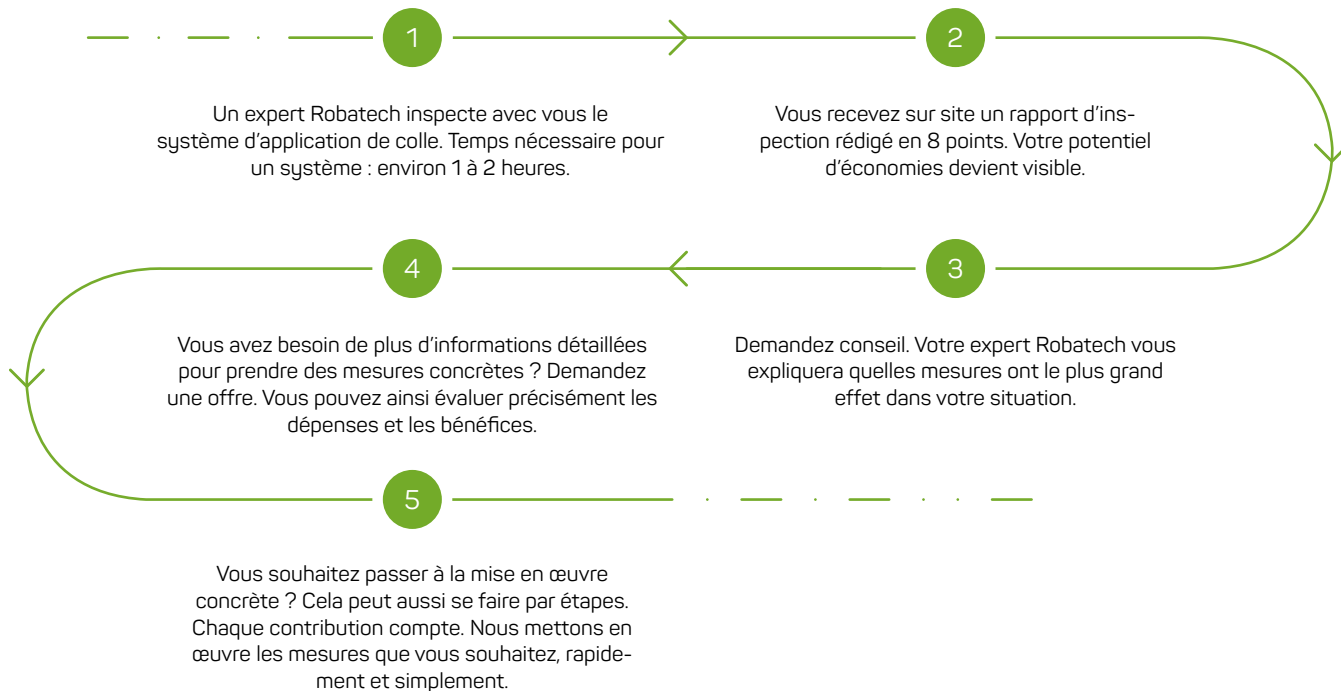 1
Un expert Robatech inspecte avec vous le
système d'application de colle. Temps nécessaire pour
un système : environ 1 à 2 heures.
2
Vous recevez sur site un rapport d'ins-
pection rédigé en 8 points. Votre potentiel
d'économies devient visible.
3
Demandez conseil. Votre expert Robatech vous
expliquera quelles mesures ont le plus grand
effet dans votre situation.
4
Vous avez besoin de plus d'informations détaillées
pour prendre des mesures concrètes ? Demandez
une offre. Vous pouvez ainsi évaluer précisément les
dépenses et les bénéfices.
5
Vous souhaitez passer à la mise en œuvre
concrète ? Cela peut aussi se faire par étapes.
Chaque contribution compte. Nous mettons en
œuvre les mesures que vous souhaitez, rapide-
ment et simplement.